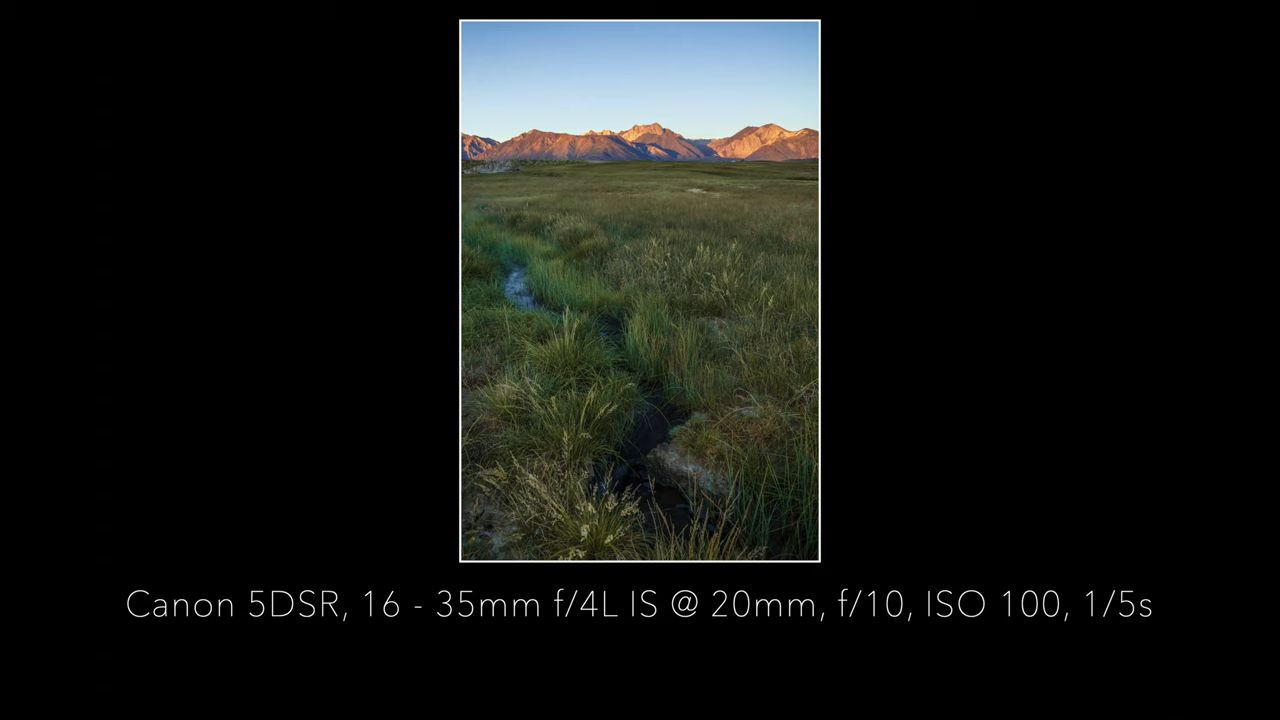 Canon 5DSR, 16 - 35mm f/4L IS @ 20mm, f/10, ISO 100, 1/5s